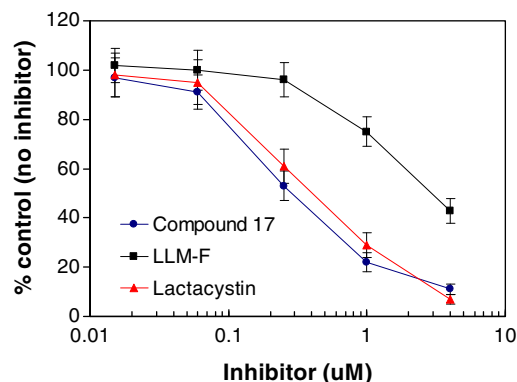 120
100
80
60
40
20
0
% control (no inhibitor)
Compound 17
LLM-F
Lactacystin
0.01 0.1 1 10
Inhibitor (uM)